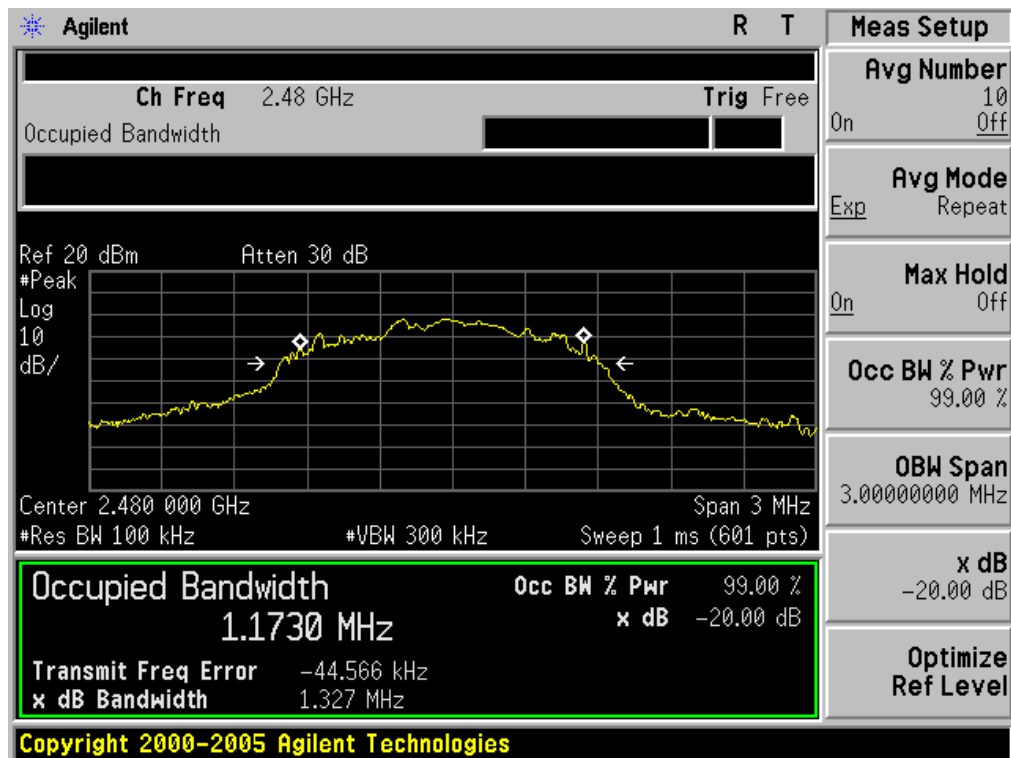 Agilent R T
Ch Freq 2.48 GHz Trig Free
Occupied Bandwidth
Ref 20 dBm Atten 30 dB
#Peak
Log
10
dB/
Center 2.480 000 GHz Span 3 MHz
#Res BW 100 kHz #VBW 300 kHz Sweep 1 ms (601 pts)
Occupied Bandwidth Occ BW % Pwr 99.00 %
1.1730 MHz x dB -20.00 dB
Transmit Freq Error -44.566 kHz
x dB Bandwidth 1.327 MHz
Copyright 2000-2005 Agilent Technologies
Meas Setup
Avg Number
10
On Off
Avg Mode
Exp Repeat
Max Hold
On Off
Occ BW % Pwr
99.00 %
OBW Span
3.00000000 MHz
x dB
-20.00 dB
Optimize
Ref Level